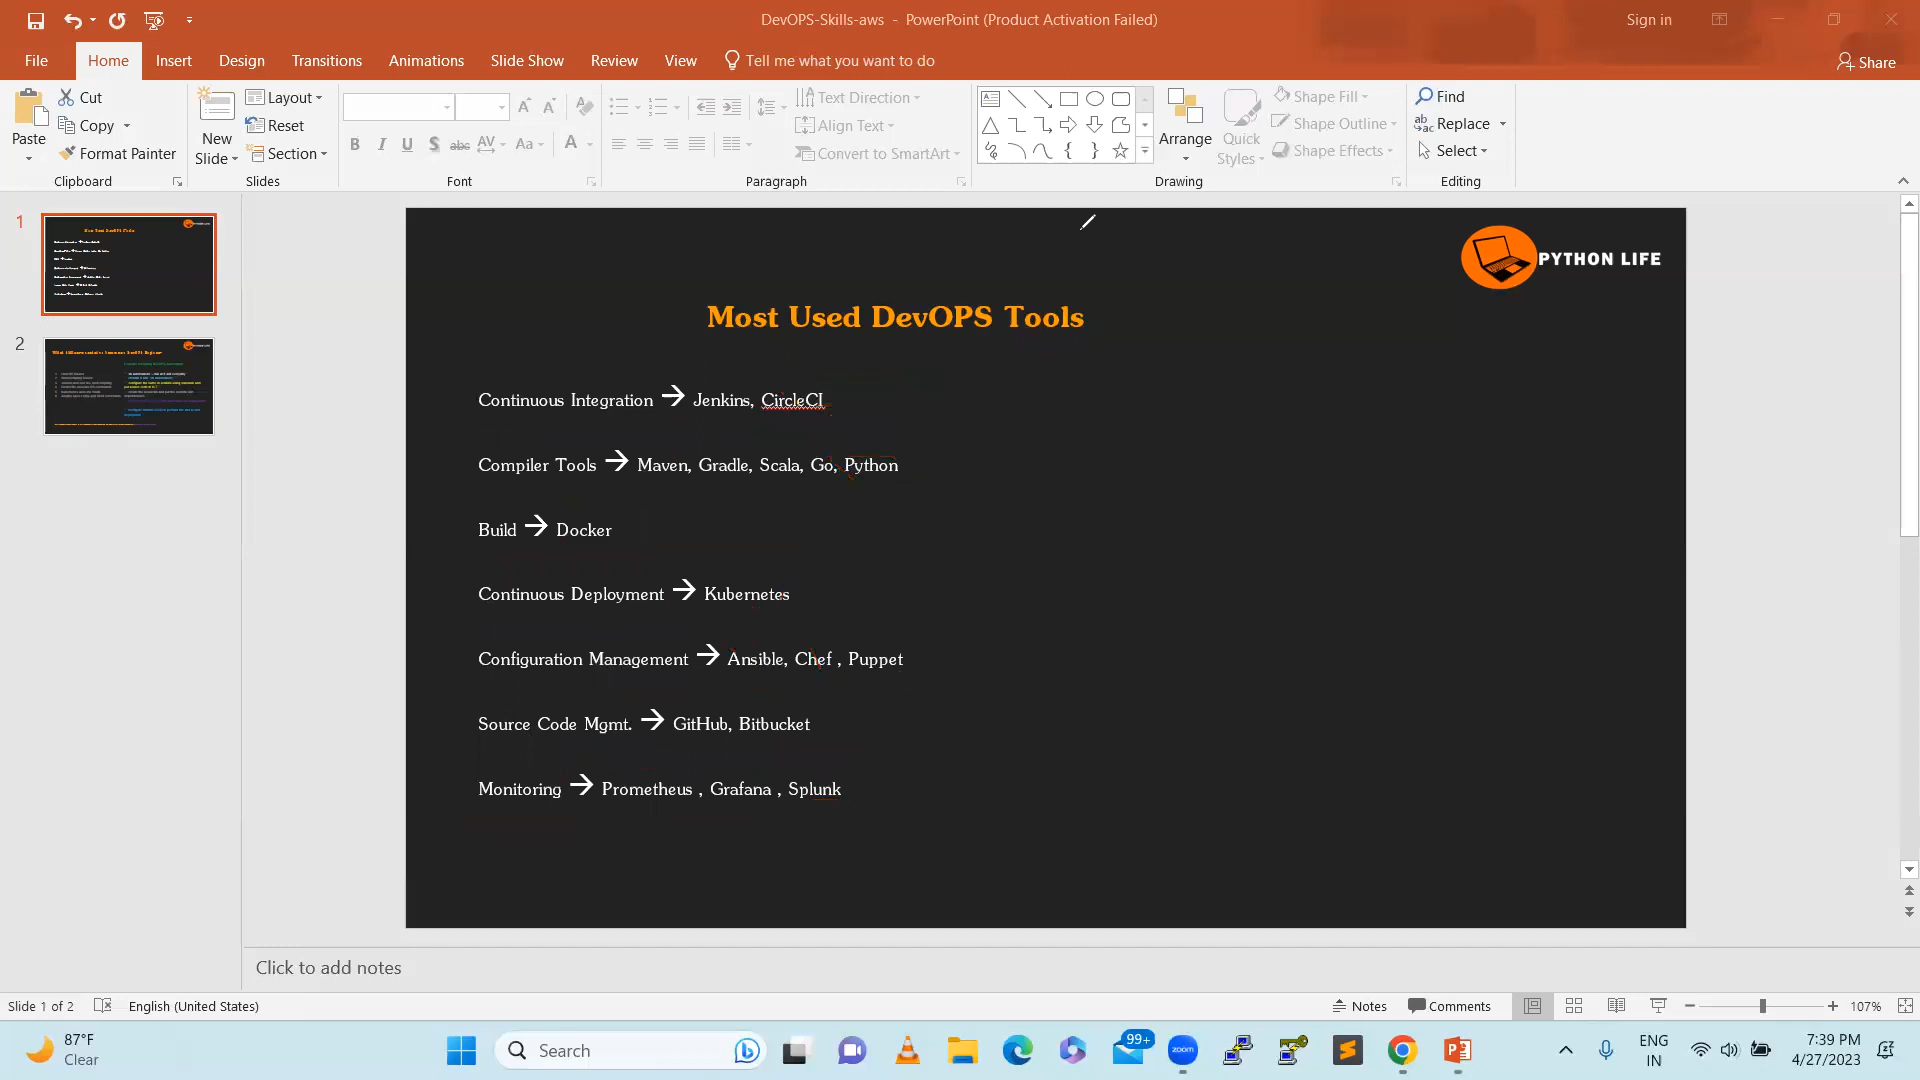 DevOPS-Skills-aws - PowerPoint (Product Activation Failed)
Sign in
File Home Insert Design Transitions Animations Slide Show Review View Tell me what you want to do
Share
Paste
Cut
Copy
Format Painter
Clipboard
New Slide
Layout
Reset
Section
Slides
B I U S abc AV Aa A
Font
Text Direction
Align Text
Convert to SmartArt
Paragraph
Arrange
Quick Styles
Shape Fill
Shape Outline
Shape Effects
Drawing
Find
Replace
Select
Editing
1
2
PYTHON LIFE
Most Used DevOPS Tools
Continuous Integration → Jenkins, CircleCI
Compiler Tools → Maven, Gradle, Scala, Go, Python
Build → Docker
Continuous Deployment → Kubernetes
Configuration Management → Ansible, Chef , Puppet
Source Code Mgmt. → GitHub, Bitbucket
Monitoring → Prometheus , Grafana , Splunk
Click to add notes
Slide 1 of 2 English (United States) Notes Comments 107%
87°F
Clear
Search
99+
zoom
ENG
IN
7:39 PM
4/27/2023